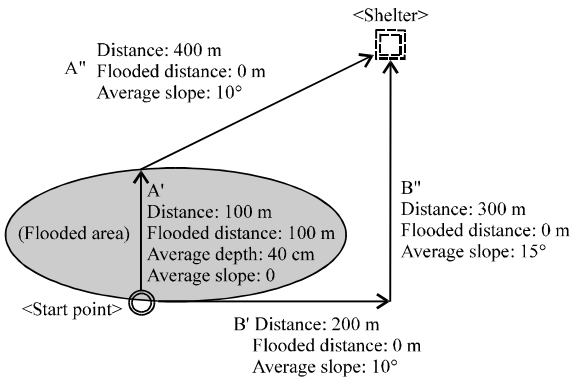 <Shelter>
Distance: 400 m
A" Flooded distance: 0 m
Average slope: 10°
A'
Distance: 100 m
(Flooded area) Flooded distance: 100 m
Average depth: 40 cm
Average slope: 0
B"
Distance: 300 m
Flooded distance: 0 m
Average slope: 15°
<Start point>
B' Distance: 200 m
Flooded distance: 0 m
Average slope: 10°